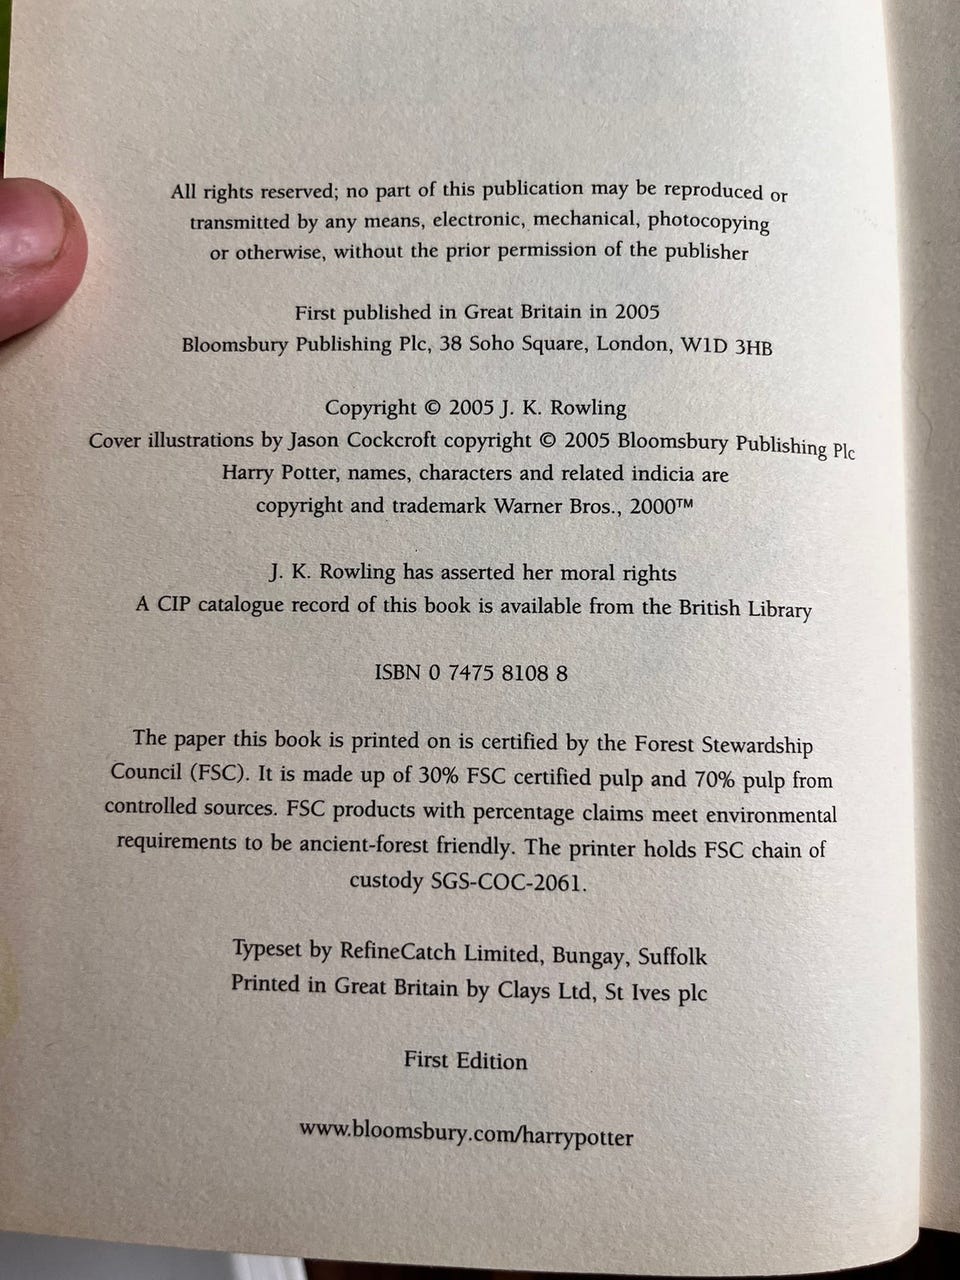 All rights reserved; no part of this publication may be reproduced or
transmitted by any means, electronic, mechanical, photocopying
or otherwise, without the prior permission of the publisher
First published in Great Britain in 2005
Bloomsbury Publishing Plc, 38 Soho Square, London, W1D 3HB
Copyright © 2005 J. K. Rowling
Cover illustrations by Jason Cockcroft copyright © 2005 Bloomsbury Publishing Plc
Harry Potter, names, characters and related indicia are
copyright and trademark Warner Bros., 2000™
J. K. Rowling has asserted her moral rights
A CIP catalogue record of this book is available from the British Library
ISBN 0 7475 8108 8
The paper this book is printed on is certified by the Forest Stewardship
Council (FSC). It is made up of 30% FSC certified pulp and 70% pulp from
controlled sources. FSC products with percentage claims meet environmental
requirements to be ancient-forest friendly. The printer holds FSC chain of
custody SGS-COC-2061.
Typeset by RefineCatch Limited, Bungay, Suffolk
Printed in Great Britain by Clays Ltd, St Ives plc
First Edition
www.bloomsbury.com/harrypotter